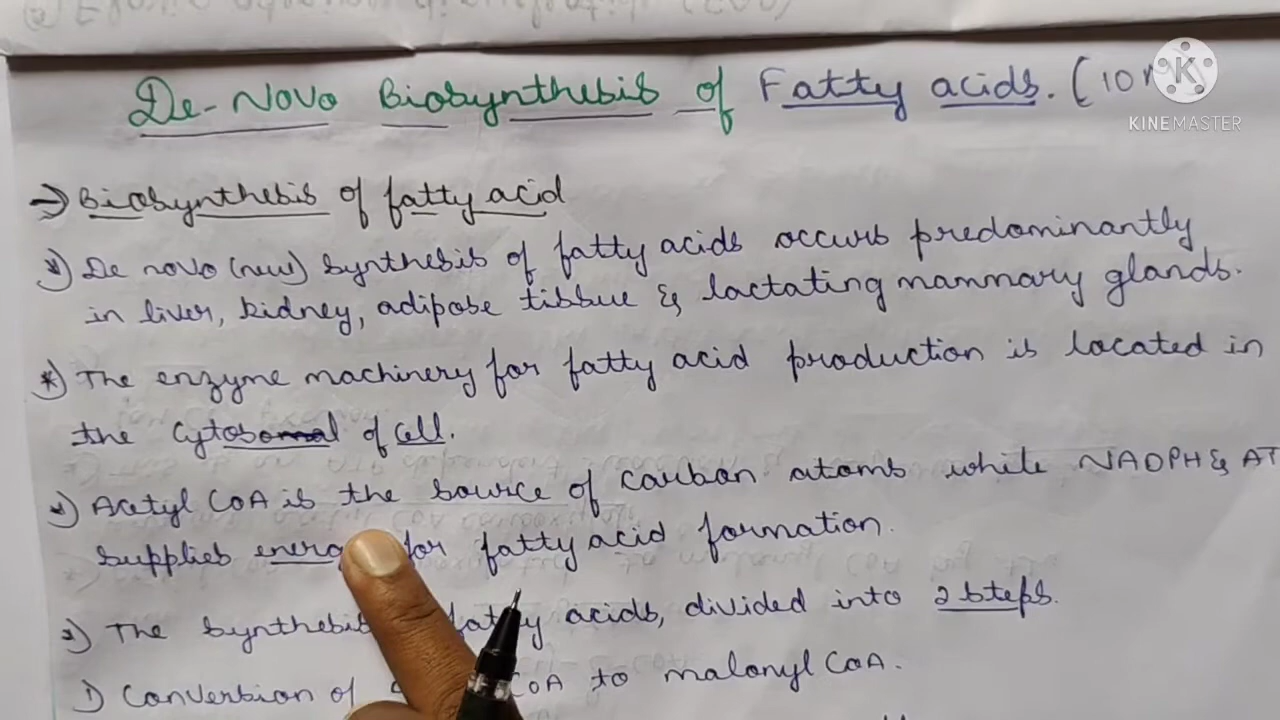 De-Novo Biosynthesis of Fatty acids. (10
KINEMASTER
→ Biosynthesis of fatty acid
*) De novo (new) synthesis of fatty acids occurs predominantly
in liver, kidney, adipose tissue & lactating mammary glands.
*) The enzyme machinery for fatty acid production is located in
the cytosomal of cell.
*) Acetyl CoA is the source of carbon atoms while NADPH & AT
supplies for fatty acid formation.
*) The synthesis fatty acids, divided into 2 steps.
1) Conversion of CoA to malonyl CoA.